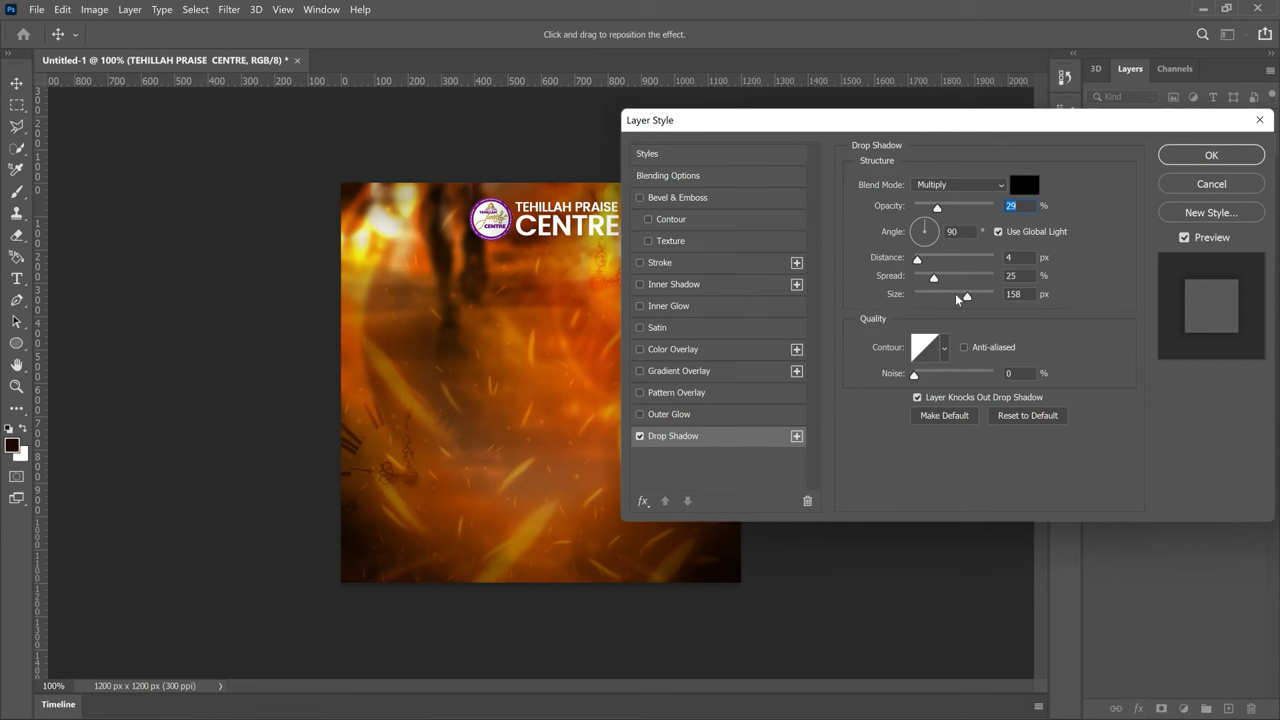 Ps File Edit Image Layer Type Select Filter 3D View Window Help
Click and drag to reposition the effect.
Untitled-1 @ 100% (TEHILLAH PRAISE CENTRE, RGB/8) *
3D Layers Channels
Kind
Layer Style
TEHILLAH PRAISE
CENTRE
TEHILLAH
CENTRE
Styles
Blending Options
Bevel & Emboss
Contour
Texture
Stroke
Inner Shadow
Inner Glow
Satin
Color Overlay
Gradient Overlay
Pattern Overlay
Outer Glow
Drop Shadow
fx
Drop Shadow
Structure
Blend Mode: Multiply
Opacity: 29 %
Angle: 90 ° Use Global Light
Distance: 4 px
Spread: 25 %
Size: 158 px
Quality
Contour: Anti-aliased
Noise: 0 %
Layer Knocks Out Drop Shadow
Make Default Reset to Default
OK
Cancel
New Style...
Preview
100% 1200 px x 1200 px (300 ppi)
Timeline